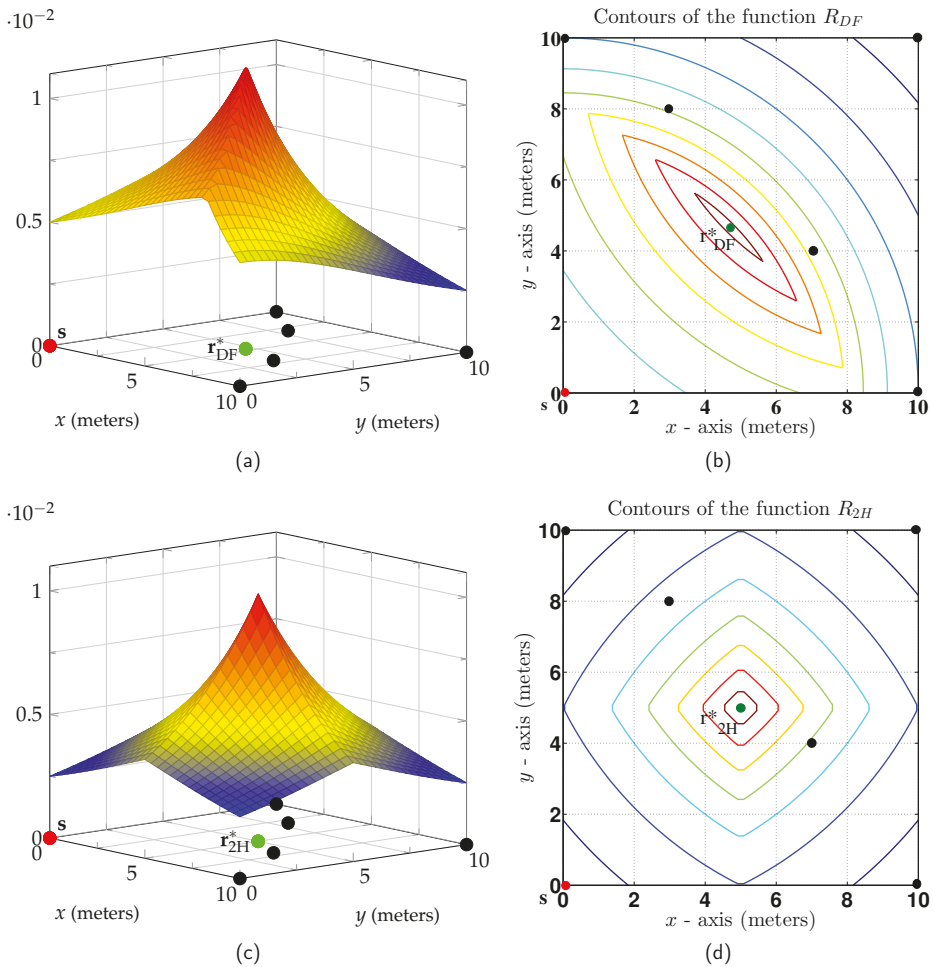 ·10⁻²
1
0.5
0
0
s
r*DF
5
10
0
5
10
x (meters)
y (meters)
(a)
Contours of the function R_DF
10
8
6
4
2
0
y - axis (meters)
r*DF
s
0
2
4
6
8
10
x - axis (meters)
(b)
·10⁻²
1
0.5
0
0
s
r*2H
5
10
0
5
10
x (meters)
y (meters)
(c)
Contours of the function R_2H
10
8
6
4
2
0
y - axis (meters)
r*2H
s
0
2
4
6
8
10
x - axis (meters)
(d)